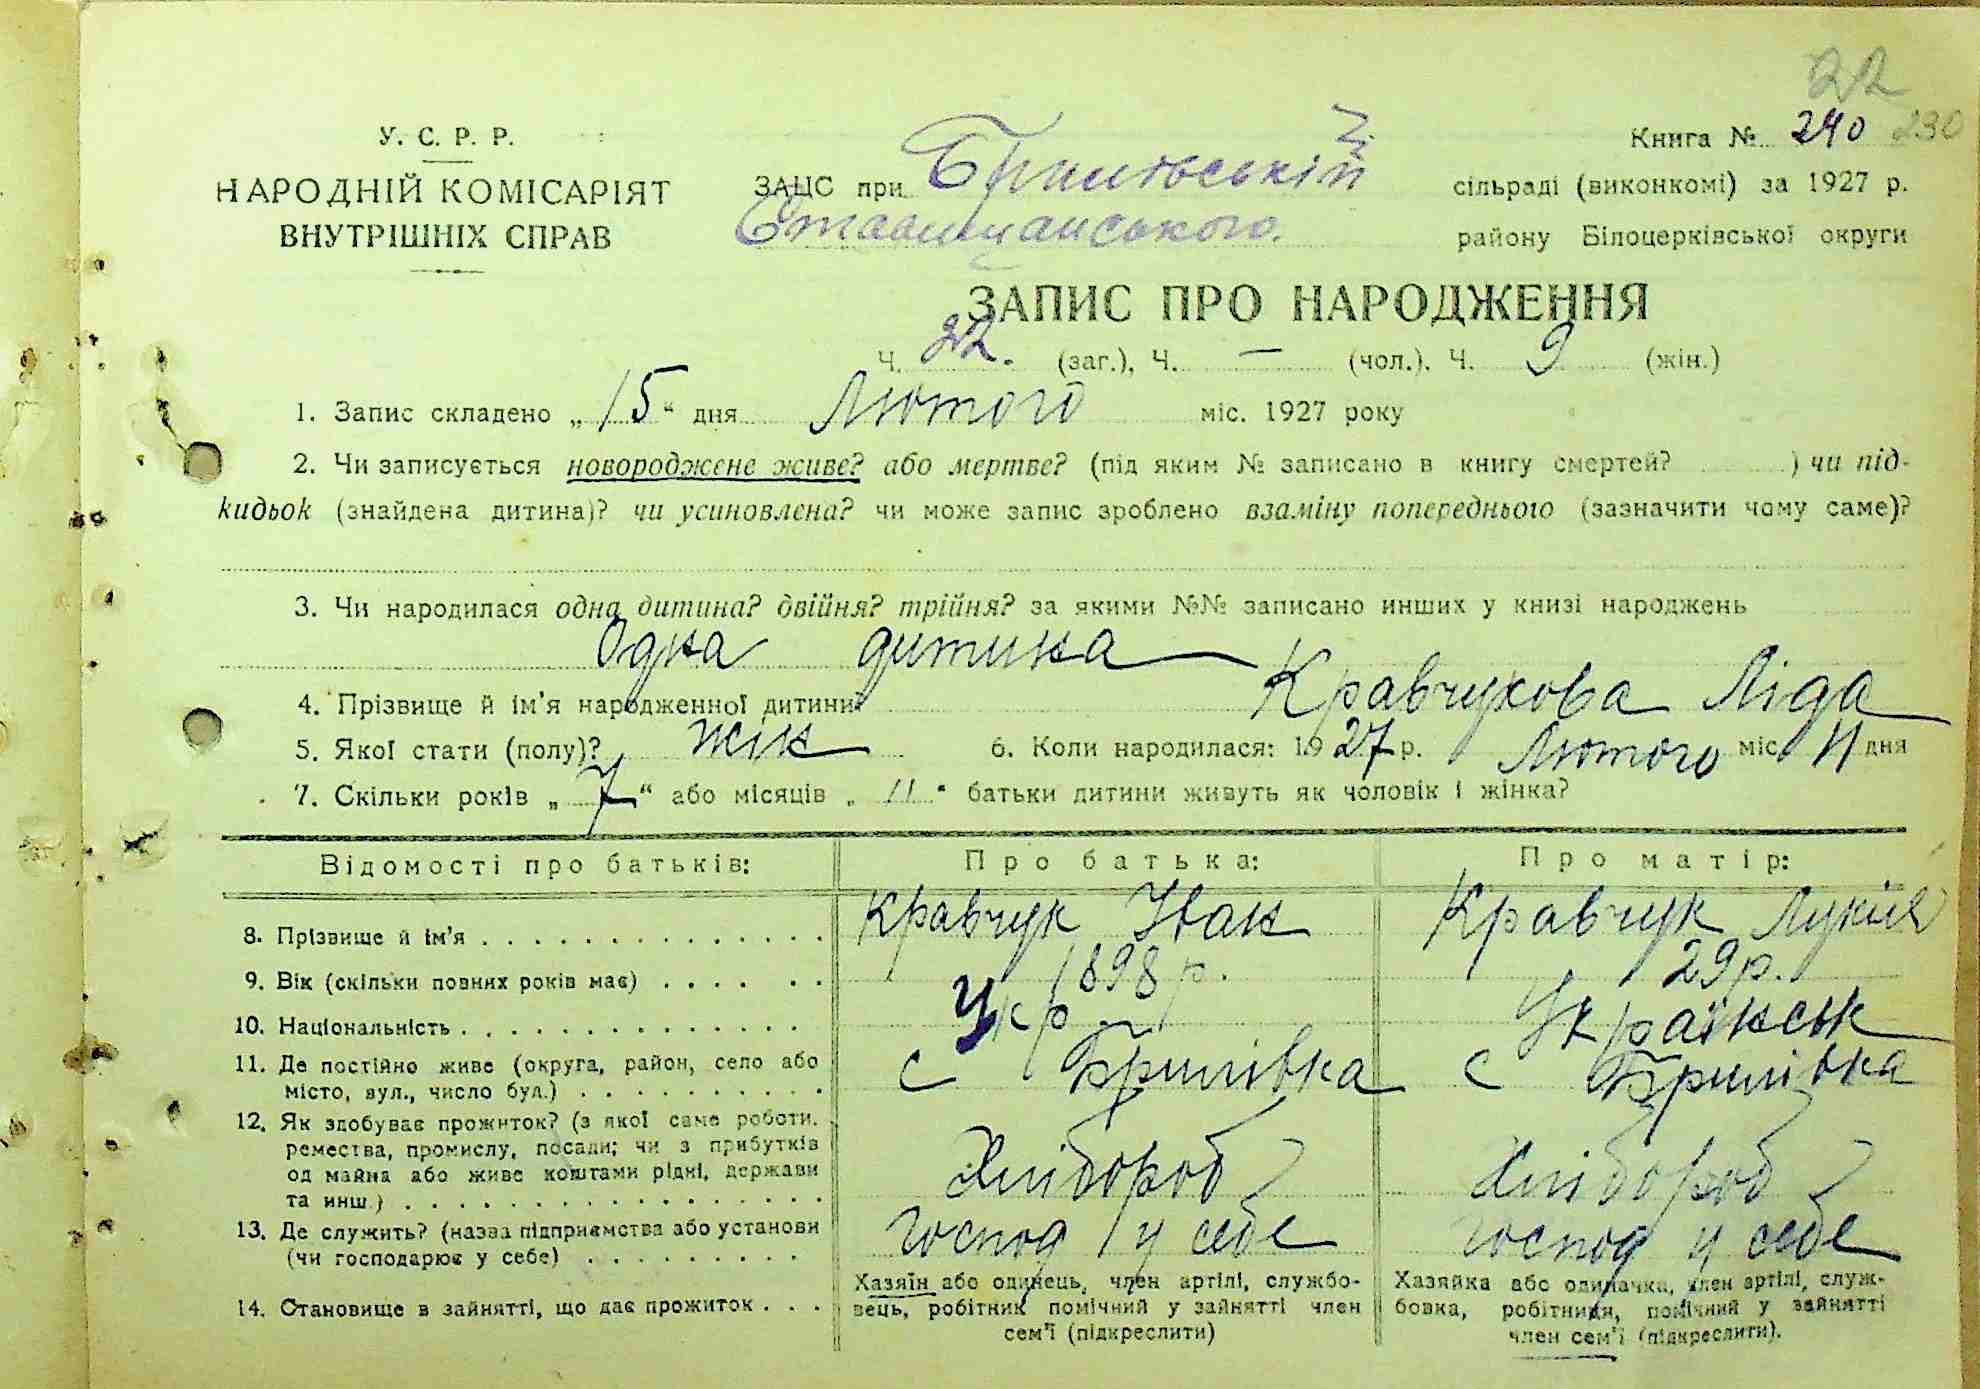 22
У. С. Р. Р.
НАРОДНІЙ КОМІСАРІЯТ
ВНУТРІШНІХ СПРАВ
Книга № 240 230
ЗАЦС при Брилівській сільраді (виконкомі) за 1927 р.
Ставищанського. району Білоцерківської округи
ЗАПИС ПРО НАРОДЖЕННЯ
Ч. 22. (заг.), Ч. — (чол.). Ч. 9 (жін.)
1. Запис складено „ 15 “ дня Лютого міс. 1927 року
2. Чи записується новороджене живе? або мертве? (під яким № записано в книгу смертей? ) чи під-
кидьок (знайдена дитина)? чи усиновлена? чи може запис зроблено взаміну попереднього (зазначити чому саме)?
3. Чи народилася одна дитина? двійня? трійня? за якими №№ записано инших у книзі народжень
Одна дитина
4. Прізвище й ім'я народженної дитини: Кравчукова Ліда
5. Якої стати (полу)? жін 6. Коли народилася: 1927 р. Лютого міс. 11 дня
7. Скільки років „ 7 “ або місяців „ 11 “ батьки дитини живуть як чоловік і жінка?
Відомості про батьків: Про батька: Про матір:
8. Прізвище й ім'я Кравчук Іван Кравчук Лукія
9. Вік (скільки повних років має) 1898 р. 29 р.
10. Національність Укр Українськ
11. Де постійно живе (округа, район, село або
місто, вул., число буд.) с Брилівка с Брилівка
12. Як здобуває прожиток? (з якої саме роботи.
ремества, промислу, посади; чи з прибутків
од майна або живе коштами рідні, держави
та инш.) Хлібороб Хлібороб
13. Де служить? (назва підприємства або установи
(чи господарює у себе) господ у себе господ у себе
14. Становище в зайнятті, що дає прожиток
Хазяїн або одинець, член артілі, службо-
вець, робітник помічний у зайнятті член
сем'ї (підкреслити)
Хазяйка або одиначка, член артілі, служ-
бовка, робітниця, помічний у зайнятті
член сем'ї (підкреслити).